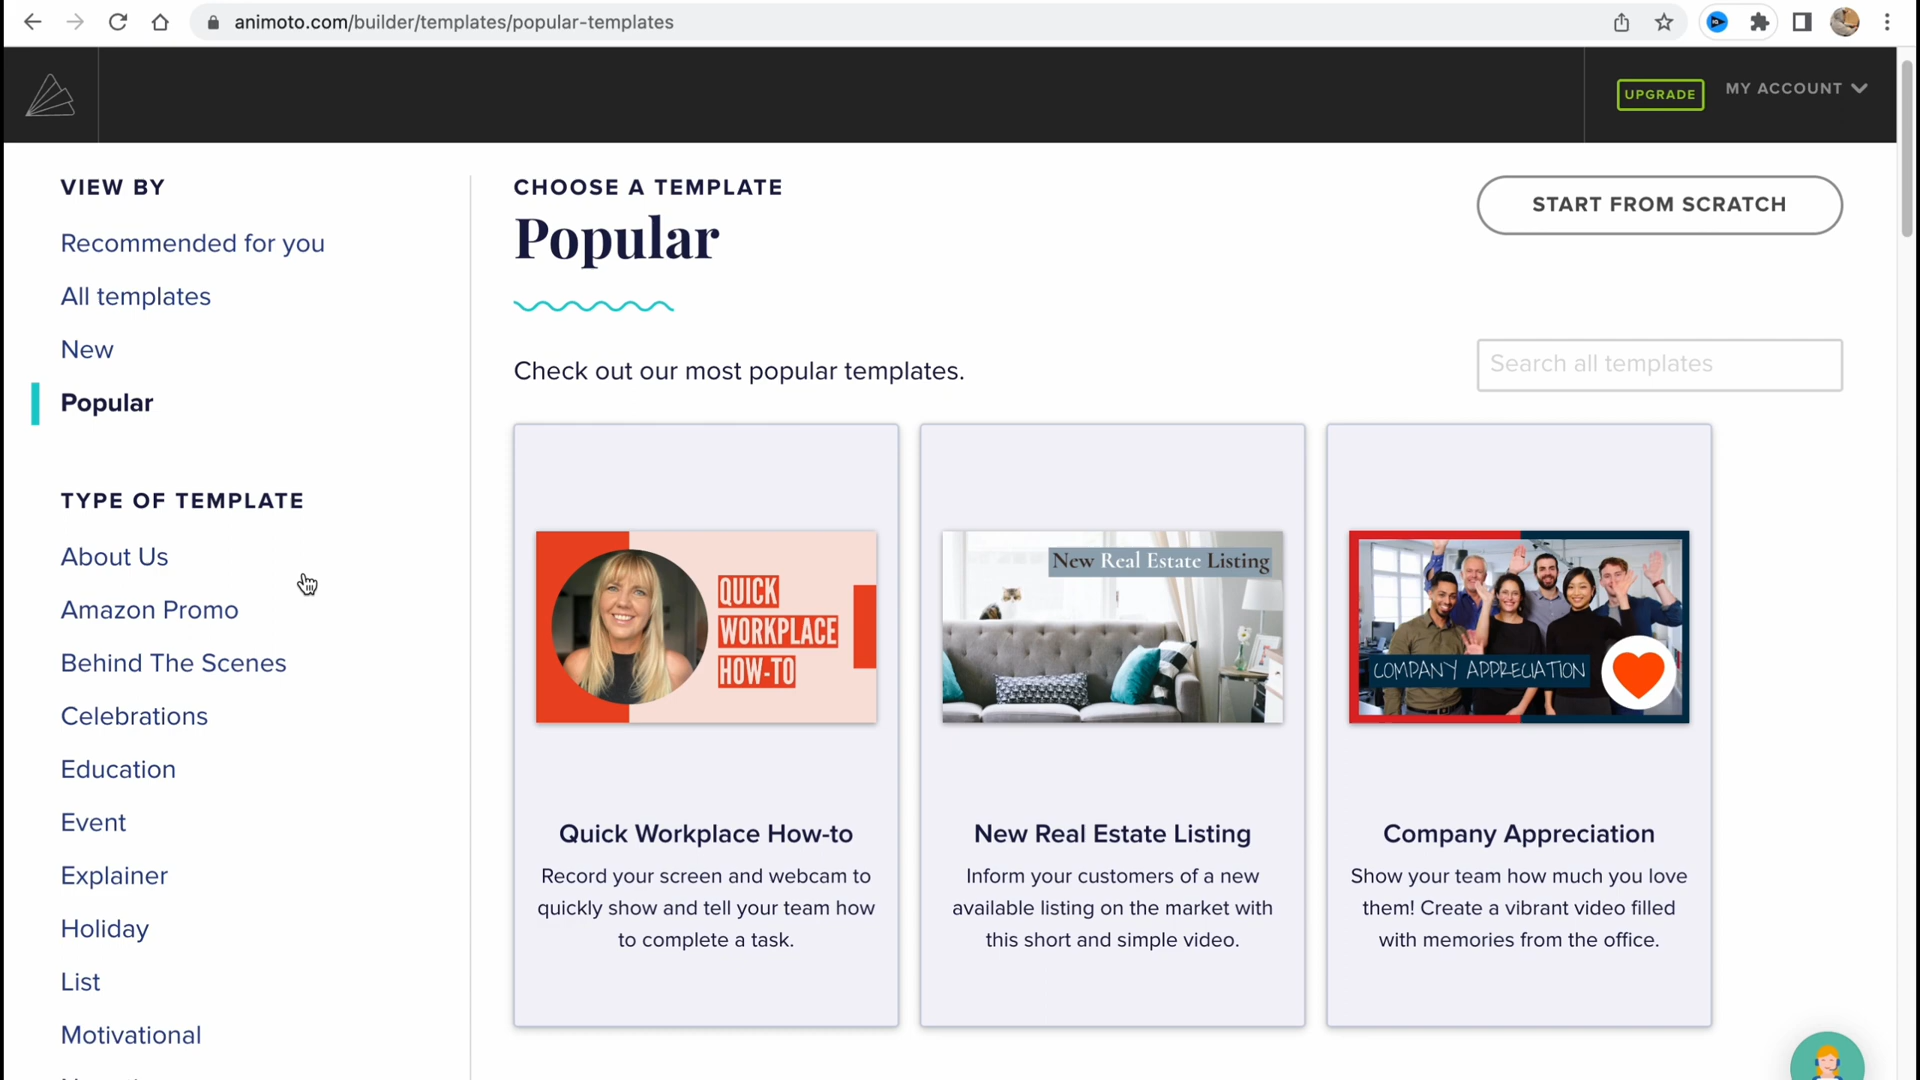 animoto.com/builder/templates/popular-templates
UPGRADE
MY ACCOUNT
VIEW BY
Recommended for you
All templates
New
Popular
TYPE OF TEMPLATE
About Us
Amazon Promo
Behind The Scenes
Celebrations
Education
Event
Explainer
Holiday
List
Motivational
CHOOSE A TEMPLATE
Popular
START FROM SCRATCH
Check out our most popular templates.
Search all templates
QUICK
WORKPLACE
HOW-TO
Quick Workplace How-to
Record your screen and webcam to
quickly show and tell your team how
to complete a task.
New Real Estate Listing
New Real Estate Listing
Inform your customers of a new
available listing on the market with
this short and simple video.
COMPANY APPRECIATION
Company Appreciation
Show your team how much you love
them! Create a vibrant video filled
with memories from the office.